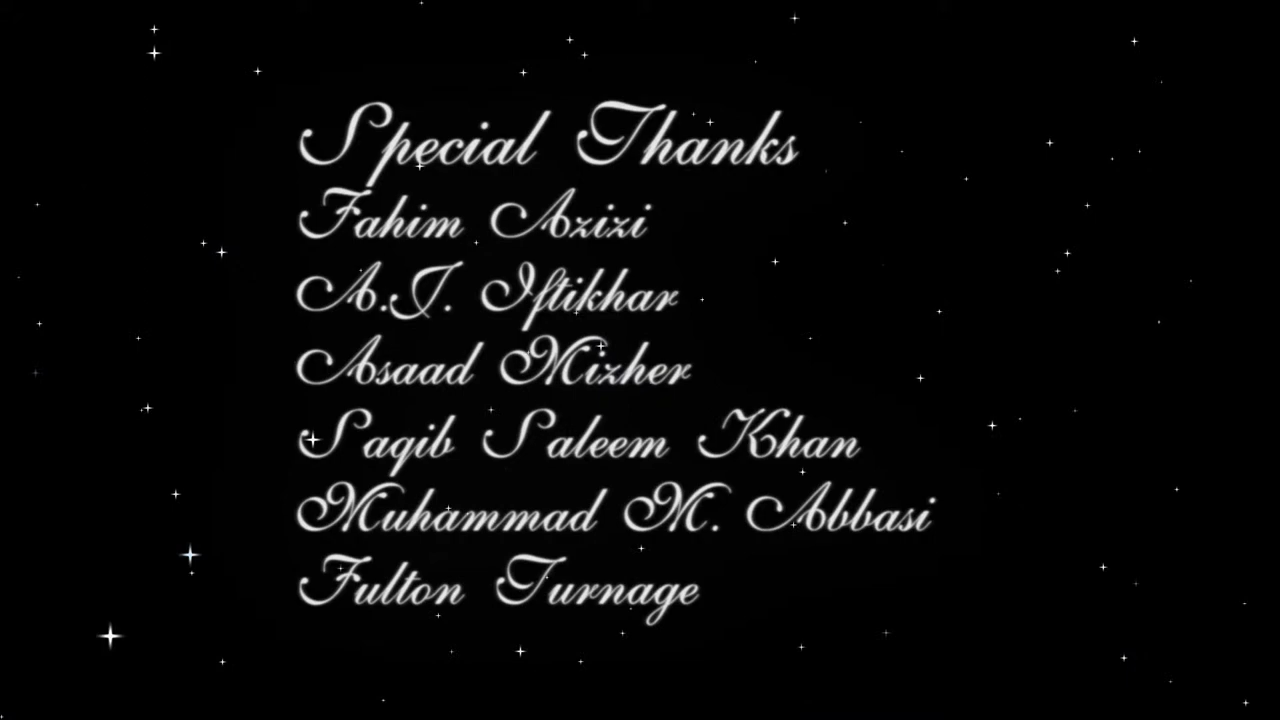 Special Thanks
Fahim Azizi
A.J. Iftikhar
Asaad Mizher
Saqib Saleem Khan
Muhammad M. Abbasi
Fulton Turnage